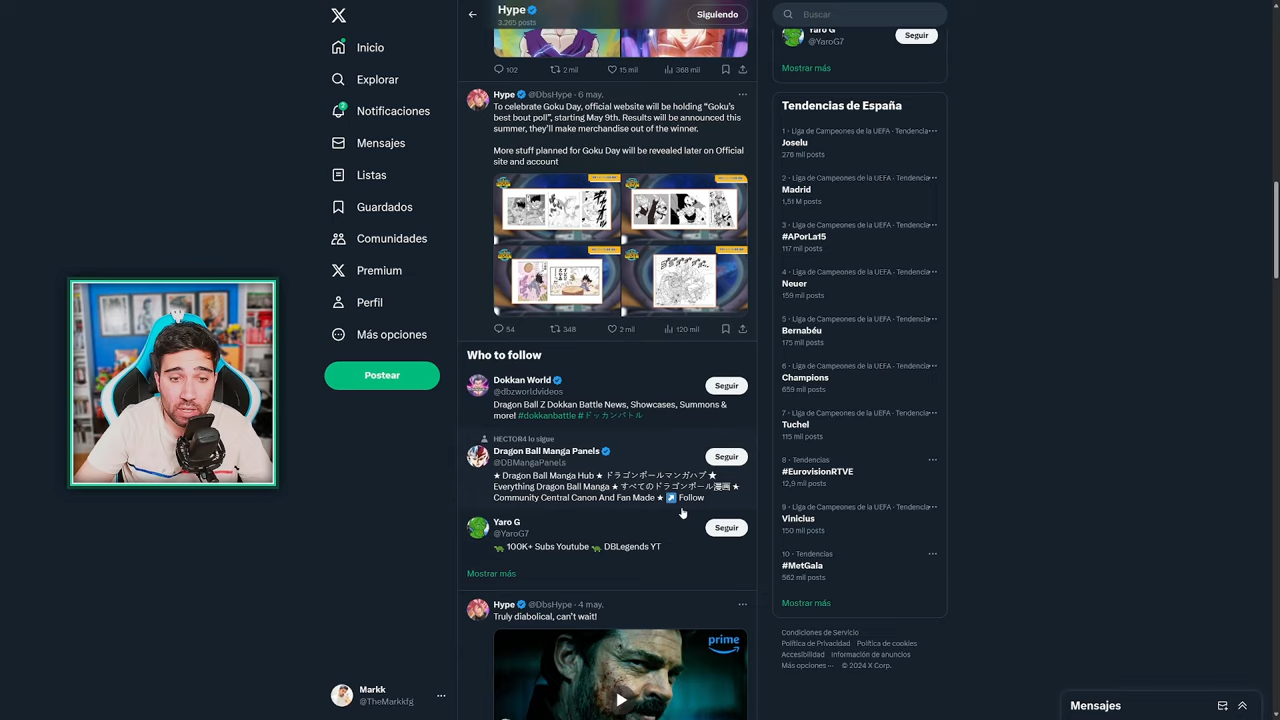 Inicio
Explorar
2
Notificaciones
Mensajes
Listas
Guardados
Comunidades
Premium
Perfil
Más opciones
Postear
Markk
@TheMarkkfg
Hype
3.265 posts
Siguiendo
102
2 mil
15 mil
368 mil
Hype @DbsHype · 6 may.
To celebrate Goku Day, official website will be holding “Goku’s
best bout poll”, starting May 9th. Results will be announced this
summer, they’ll make merchandise out of the winner.
More stuff planned for Goku Day will be revealed later on Official
site and account
54
348
2 mil
120 mil
Who to follow
Dokkan World
@dbzworldvideos
Seguir
Dragon Ball Z Dokkan Battle News, Showcases, Summons &
more! #dokkanbattle #ドッカンバトル
HECTOR4 lo sigue
Dragon Ball Manga Panels
@DBMangaPanels
Seguir
★ Dragon Ball Manga Hub ★ ドラゴンボールマンガハブ ★
Everything Dragon Ball Manga ★ すべてのドラゴンボール漫画 ★
Community Central Canon And Fan Made ★ ↗ Follow
Yaro G
@YaroG7
Seguir
🐢 100K+ Subs Youtube 🐢 DBLegends YT
Mostrar más
Hype @DbsHype · 4 may.
Truly diabolical, can’t wait!
prime
Buscar
Yaro G
@YaroG7
Seguir
Mostrar más
Tendencias de España
1 · Liga de Campeones de la UEFA · Tendencia
Joselu
276 mil posts
2 · Liga de Campeones de la UEFA · Tendencia
Madrid
1,51 M posts
3 · Liga de Campeones de la UEFA · Tendencia
#APorLa15
117 mil posts
4 · Liga de Campeones de la UEFA · Tendencia
Neuer
159 mil posts
5 · Liga de Campeones de la UEFA · Tendencia
Bernabéu
175 mil posts
6 · Liga de Campeones de la UEFA · Tendencia
Champions
659 mil posts
7 · Liga de Campeones de la UEFA · Tendencia
Tuchel
115 mil posts
8 · Tendencias
#EurovisionRTVE
12,9 mil posts
9 · Liga de Campeones de la UEFA · Tendencia
Vinicius
150 mil posts
10 · Tendencias
#MetGala
562 mil posts
Mostrar más
Condiciones de Servicio
Política de Privacidad Política de cookies
Accesibilidad Información de anuncios
Más opciones ··· © 2024 X Corp.
Mensajes